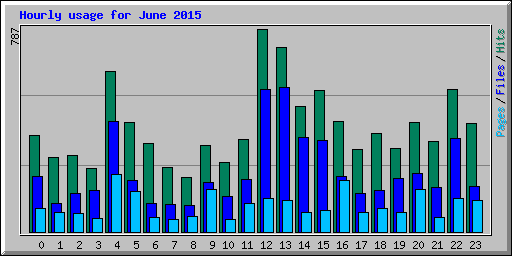 Hourly usage for June 2015
787
Pages / Files / Hits
0 1 2 3 4 5 6 7 8 9 10 11 12 13 14 15 16 17 18 19 20 21 22 23